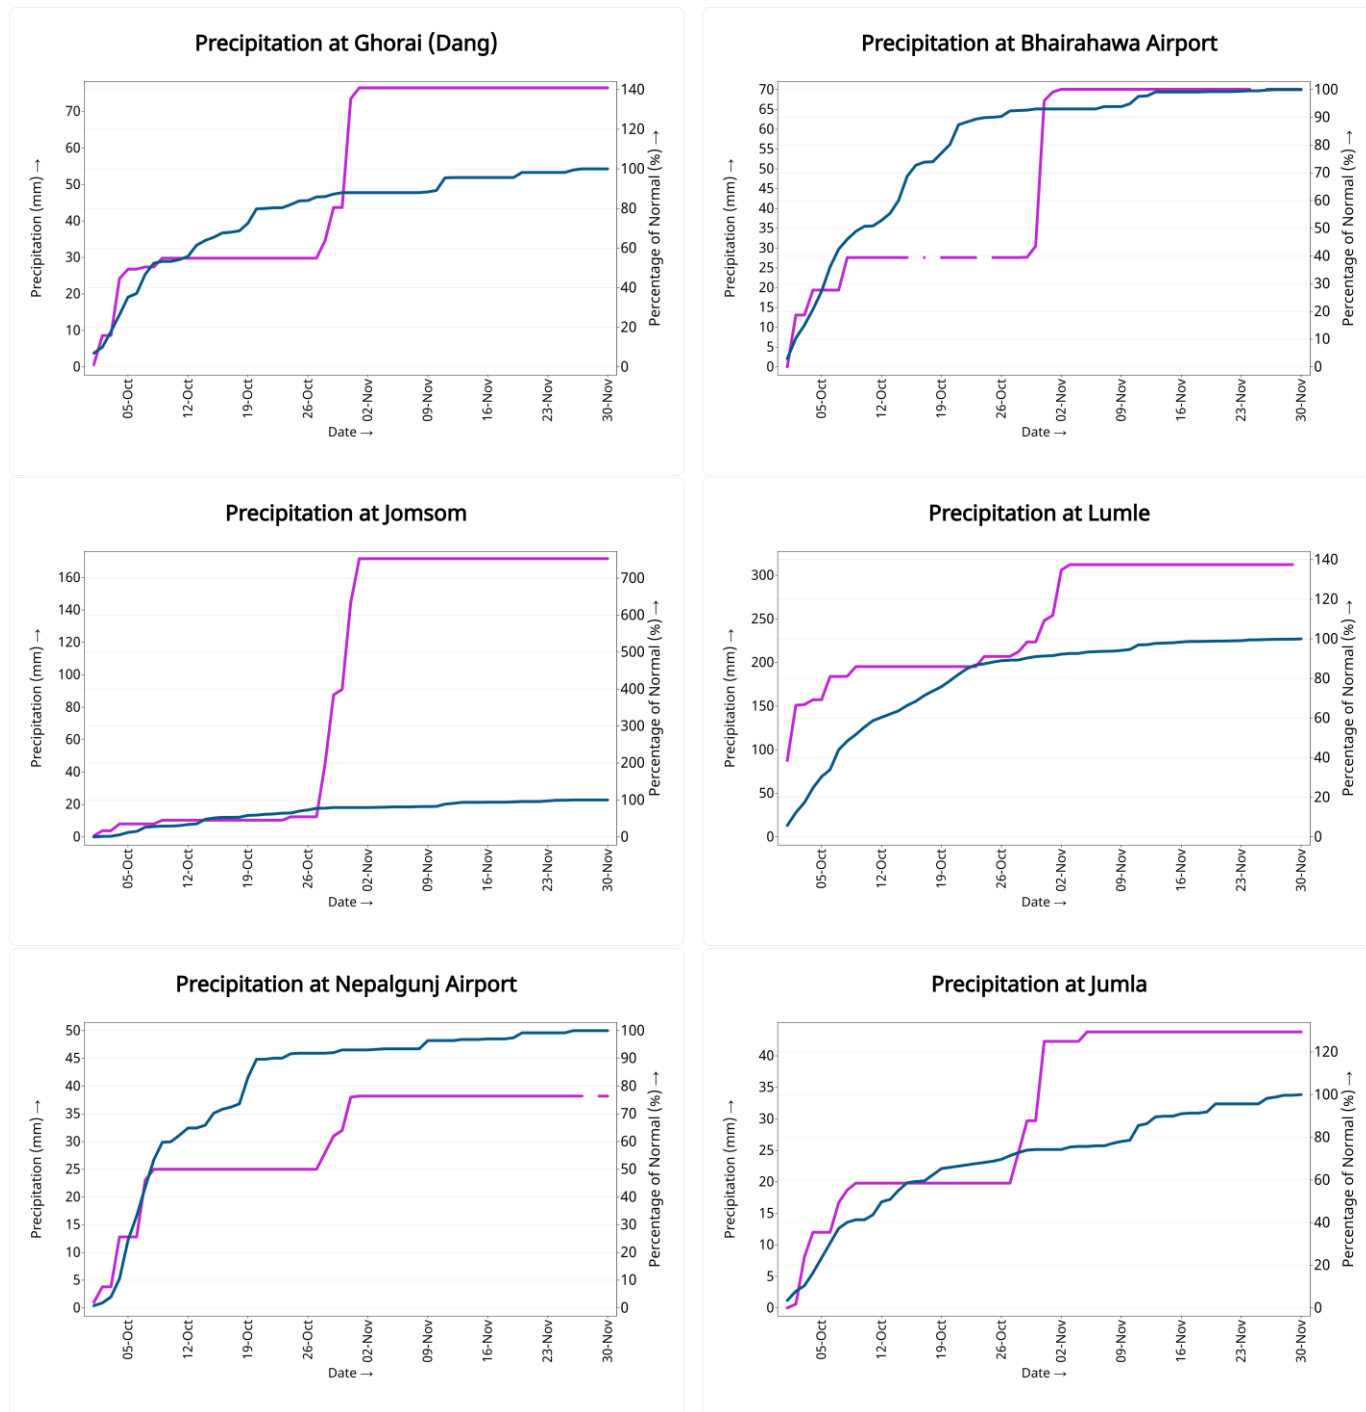 Precipitation at Ghorai (Dang)
Precipitation (mm) →
70
60
50
40
30
20
10
0
140
120
100
80
60
40
20
0
Percentage of Normal (%) →
05-Oct
12-Oct
19-Oct
26-Oct
02-Nov
09-Nov
16-Nov
23-Nov
30-Nov
Date →
Precipitation at Bhairahawa Airport
Precipitation (mm) →
70
65
60
55
50
45
40
35
30
25
20
15
10
5
0
100
90
80
70
60
50
40
30
20
10
0
Percentage of Normal (%) →
05-Oct
12-Oct
19-Oct
26-Oct
02-Nov
09-Nov
16-Nov
23-Nov
30-Nov
Date →
Precipitation at Jomsom
Precipitation (mm) →
160
140
120
100
80
60
40
20
0
700
600
500
400
300
200
100
0
Percentage of Normal (%) →
05-Oct
12-Oct
19-Oct
26-Oct
02-Nov
09-Nov
16-Nov
23-Nov
30-Nov
Date →
Precipitation at Lumle
Precipitation (mm) →
300
250
200
150
100
50
0
140
120
100
80
60
40
20
0
Percentage of Normal (%) →
05-Oct
12-Oct
19-Oct
26-Oct
02-Nov
09-Nov
16-Nov
23-Nov
30-Nov
Date →
Precipitation at Nepalgunj Airport
Precipitation (mm) →
50
45
40
35
30
25
20
15
10
5
0
100
90
80
70
60
50
40
30
20
10
0
Percentage of Normal (%) →
05-Oct
12-Oct
19-Oct
26-Oct
02-Nov
09-Nov
16-Nov
23-Nov
30-Nov
Date →
Precipitation at Jumla
Precipitation (mm) →
40
35
30
25
20
15
10
5
0
120
100
80
60
40
20
0
Percentage of Normal (%) →
05-Oct
12-Oct
19-Oct
26-Oct
02-Nov
09-Nov
16-Nov
23-Nov
30-Nov
Date →